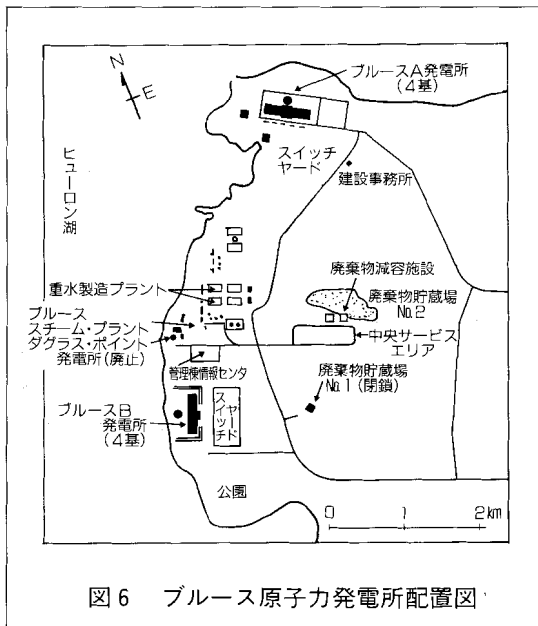 N
E
ブルースA発電所
(4基)
ヒューロン湖
スイッチ
ヤード
建設事務所
重水製造プラント
廃棄物減容施設
廃棄物貯蔵場
No.2
ブルース
スチーム・プラント
ダグラス・ポイント
発電所(廃止)
中央サービス
エリア
管理棟情報センタ
廃棄物貯蔵場
No.1(閉鎖)
ブルースB
発電所
(4基)
スイッチ
ヤード
公園
0 1 2km
図6 ブルース原子力発電所配置図